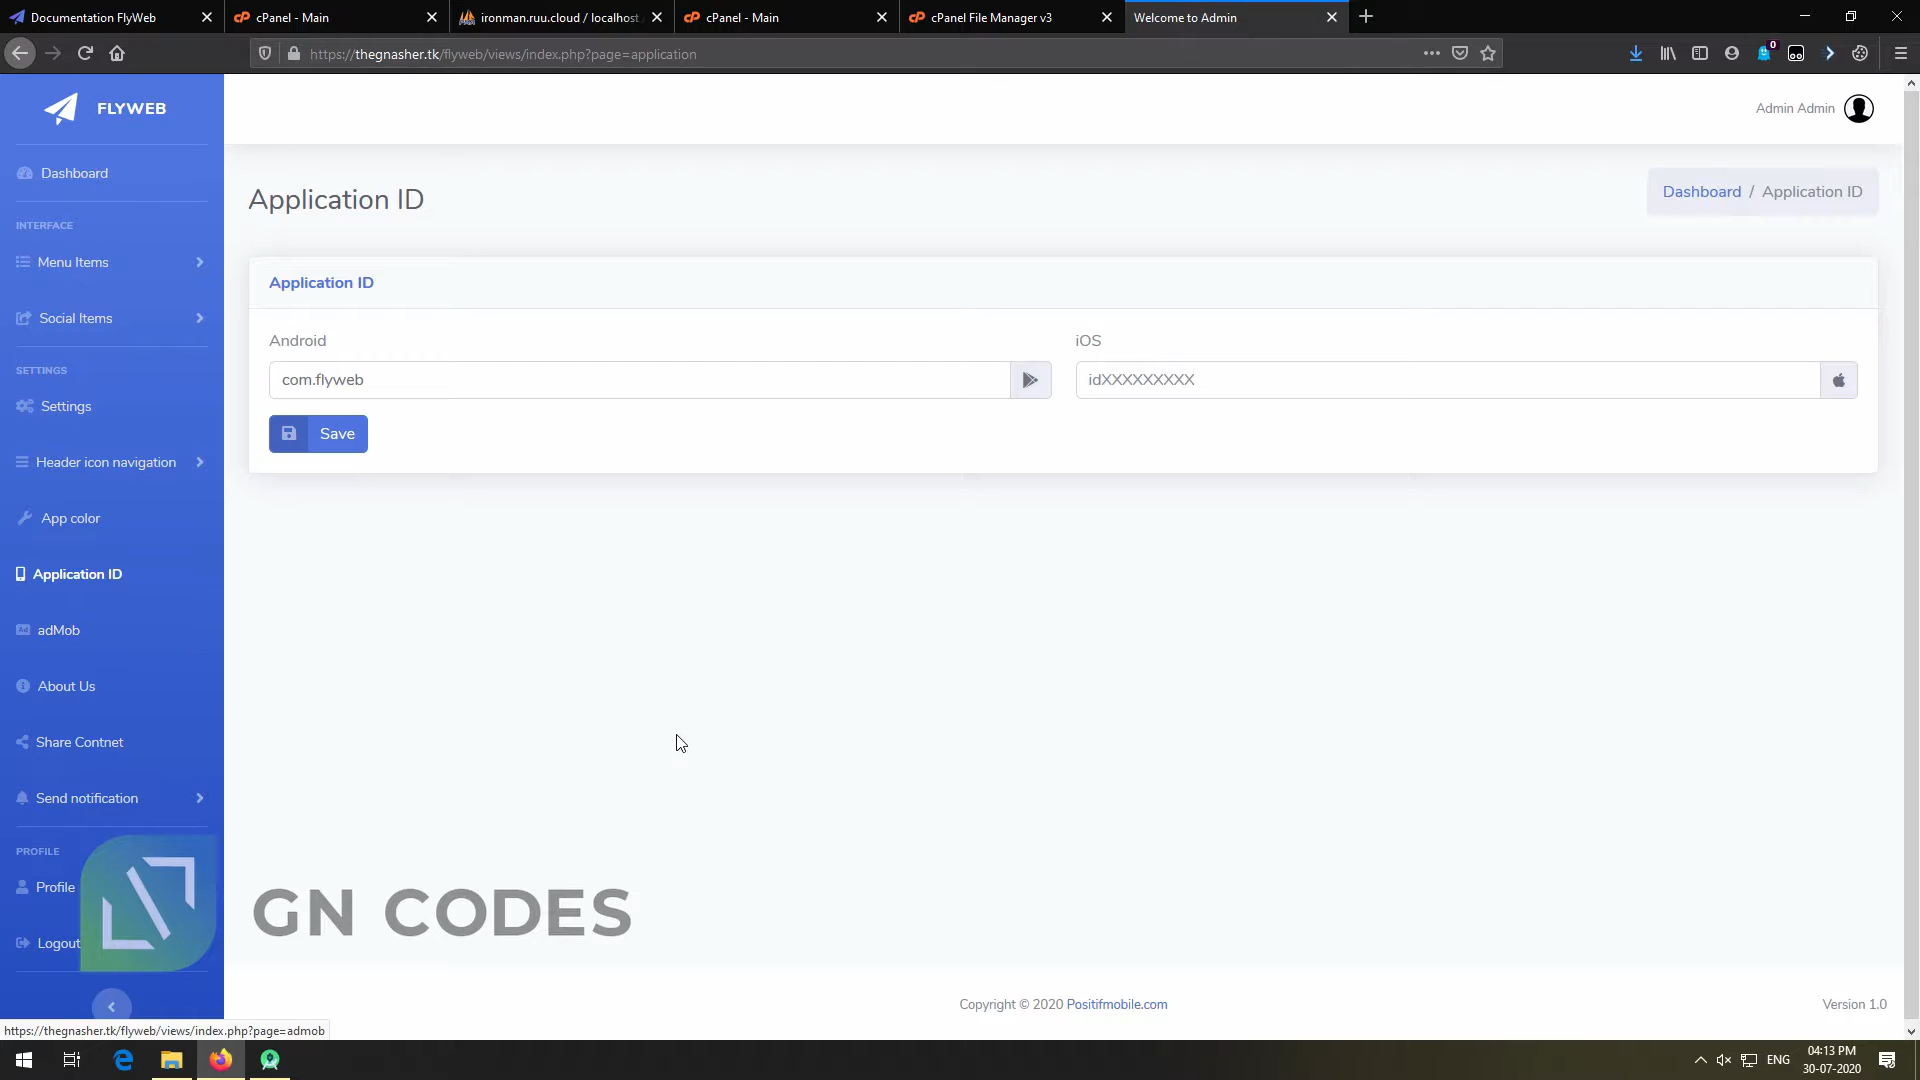 Documentation FlyWeb
cPanel - Main
ironman.ruu.cloud / localhost
cPanel - Main
cPanel File Manager v3
Welcome to Admin
https://thegnasher.tk/flyweb/views/index.php?page=application
0
FLYWEB
Admin Admin
Dashboard
Application ID
Dashboard / Application ID
INTERFACE
Menu Items
Application ID
Social Items
Android
iOS
SETTINGS
com.flyweb
idXXXXXXXXX
Settings
Save
Header icon navigation
App color
Application ID
adMob
About Us
Share Contnet
Send notification
PROFILE
Profile
GN CODES
Logout
Copyright © 2020 Positifmobile.com
Version 1.0
https://thegnasher.tk/flyweb/views/index.php?page=admob
ENG
04:13 PM
30-07-2020